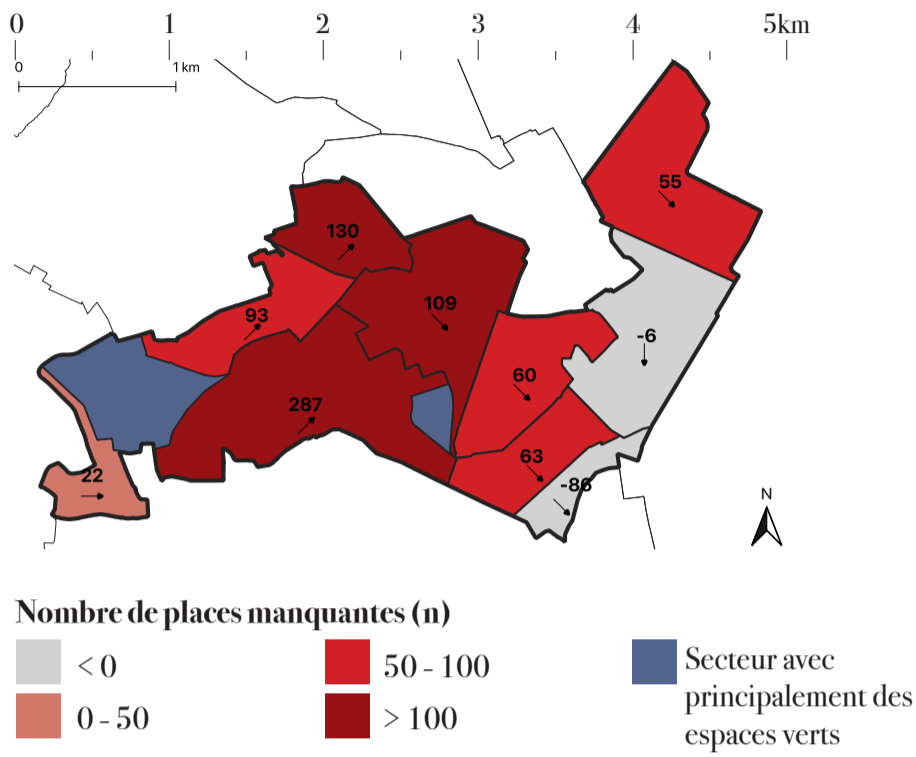 0 1 2 3 4 5km
0 1 km
55
130
109
93
-6
60
287
63
22
-86
N
Nombre de places manquantes (n)
< 0
0 - 50
50 - 100
> 100
Secteur avec
principalement des
espaces verts